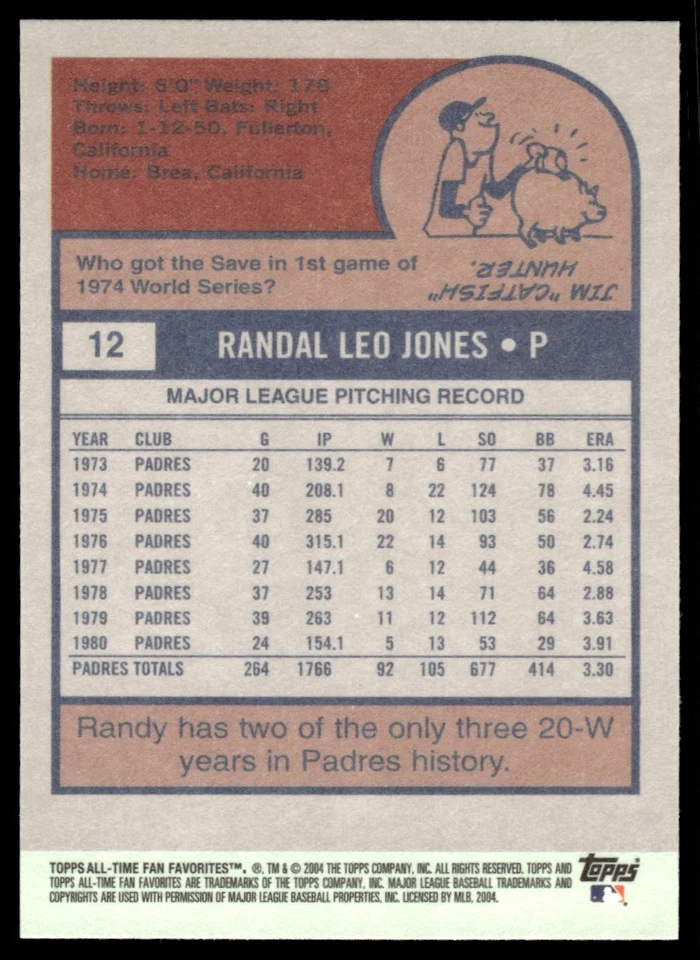 Height: 6'0" Weight: 178
Throws: Left Bats: Right
Born: 1-12-50, Fullerton,
California
Home: Brea, California
Who got the Save in 1st game of
1974 World Series?
JIM "CATFISH"
HUNTER.
12 RANDAL LEO JONES • P
MAJOR LEAGUE PITCHING RECORD
YEAR CLUB G IP W L SO BB ERA
1973 PADRES 20 139.2 7 6 77 37 3.16
1974 PADRES 40 208.1 8 22 124 78 4.45
1975 PADRES 37 285 20 12 103 56 2.24
1976 PADRES 40 315.1 22 14 93 50 2.74
1977 PADRES 27 147.1 6 12 44 36 4.58
1978 PADRES 37 253 13 14 71 64 2.88
1979 PADRES 39 263 11 12 112 64 3.63
1980 PADRES 24 154.1 5 13 53 29 3.91
PADRES TOTALS 264 1766 92 105 677 414 3.30
Randy has two of the only three 20-W
years in Padres history.
TOPPS ALL-TIME FAN FAVORITES™. ®, TM & © 2004 THE TOPPS COMPANY, INC. ALL RIGHTS RESERVED. TOPPS AND
TOPPS ALL-TIME FAN FAVORITES ARE TRADEMARKS OF THE TOPPS COMPANY, INC. MAJOR LEAGUE BASEBALL TRADEMARKS AND
COPYRIGHTS ARE USED WITH PERMISSION OF MAJOR LEAGUE BASEBALL PROPERTIES, INC. LICENSED BY MLB, 2004.
topps